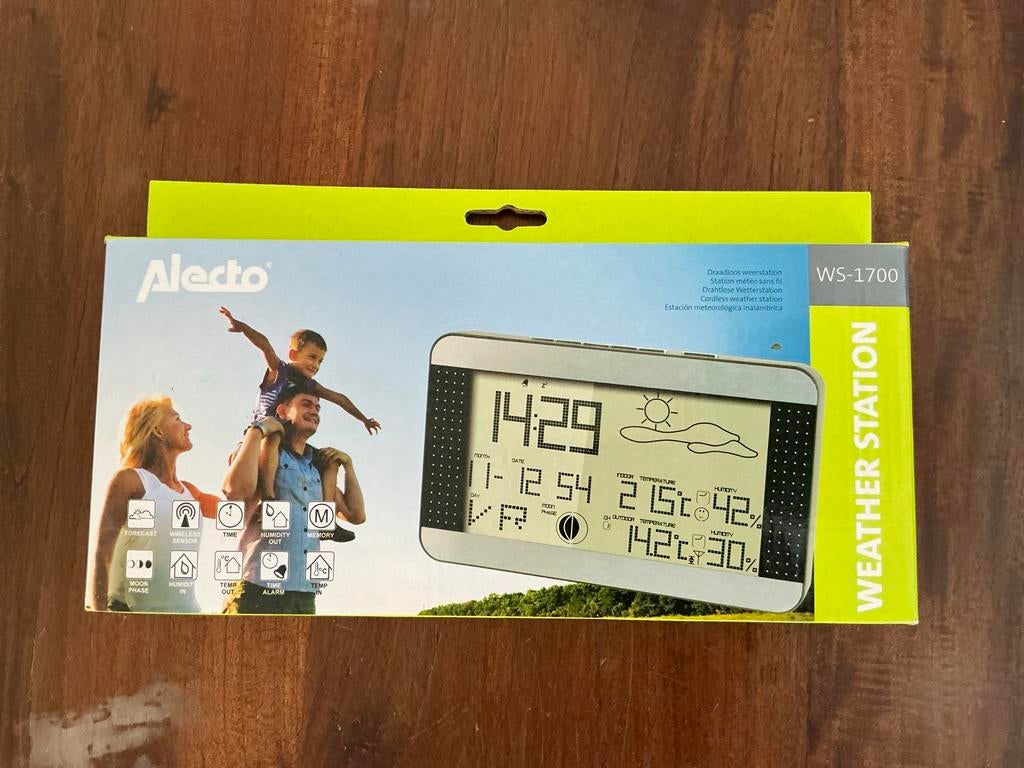 Alecto®
Draadloos weerstation
Station météo sans fil
Drahtlose Wetterstation
Cordless weather station
Estación meteorológica inalámbrica
WS-1700
WEATHER STATION
14:29
MONTH DATE
11-12 54
DAY
VR
MOON
PHASE
INDOOR TEMPERATURE HUMIDITY
21.5°c 42%
CH OUTDOOR TEMPERATURE HUMIDITY
14.2°c 30%
FORECAST
WIRELESS
SENSOR
TIME
HUMIDITY
OUT
M
MEMORY
MOON
PHASE
HUMIDIT
IN
°C
TEMP
OUT
TIME
ALARM
°C
TEMP
IN